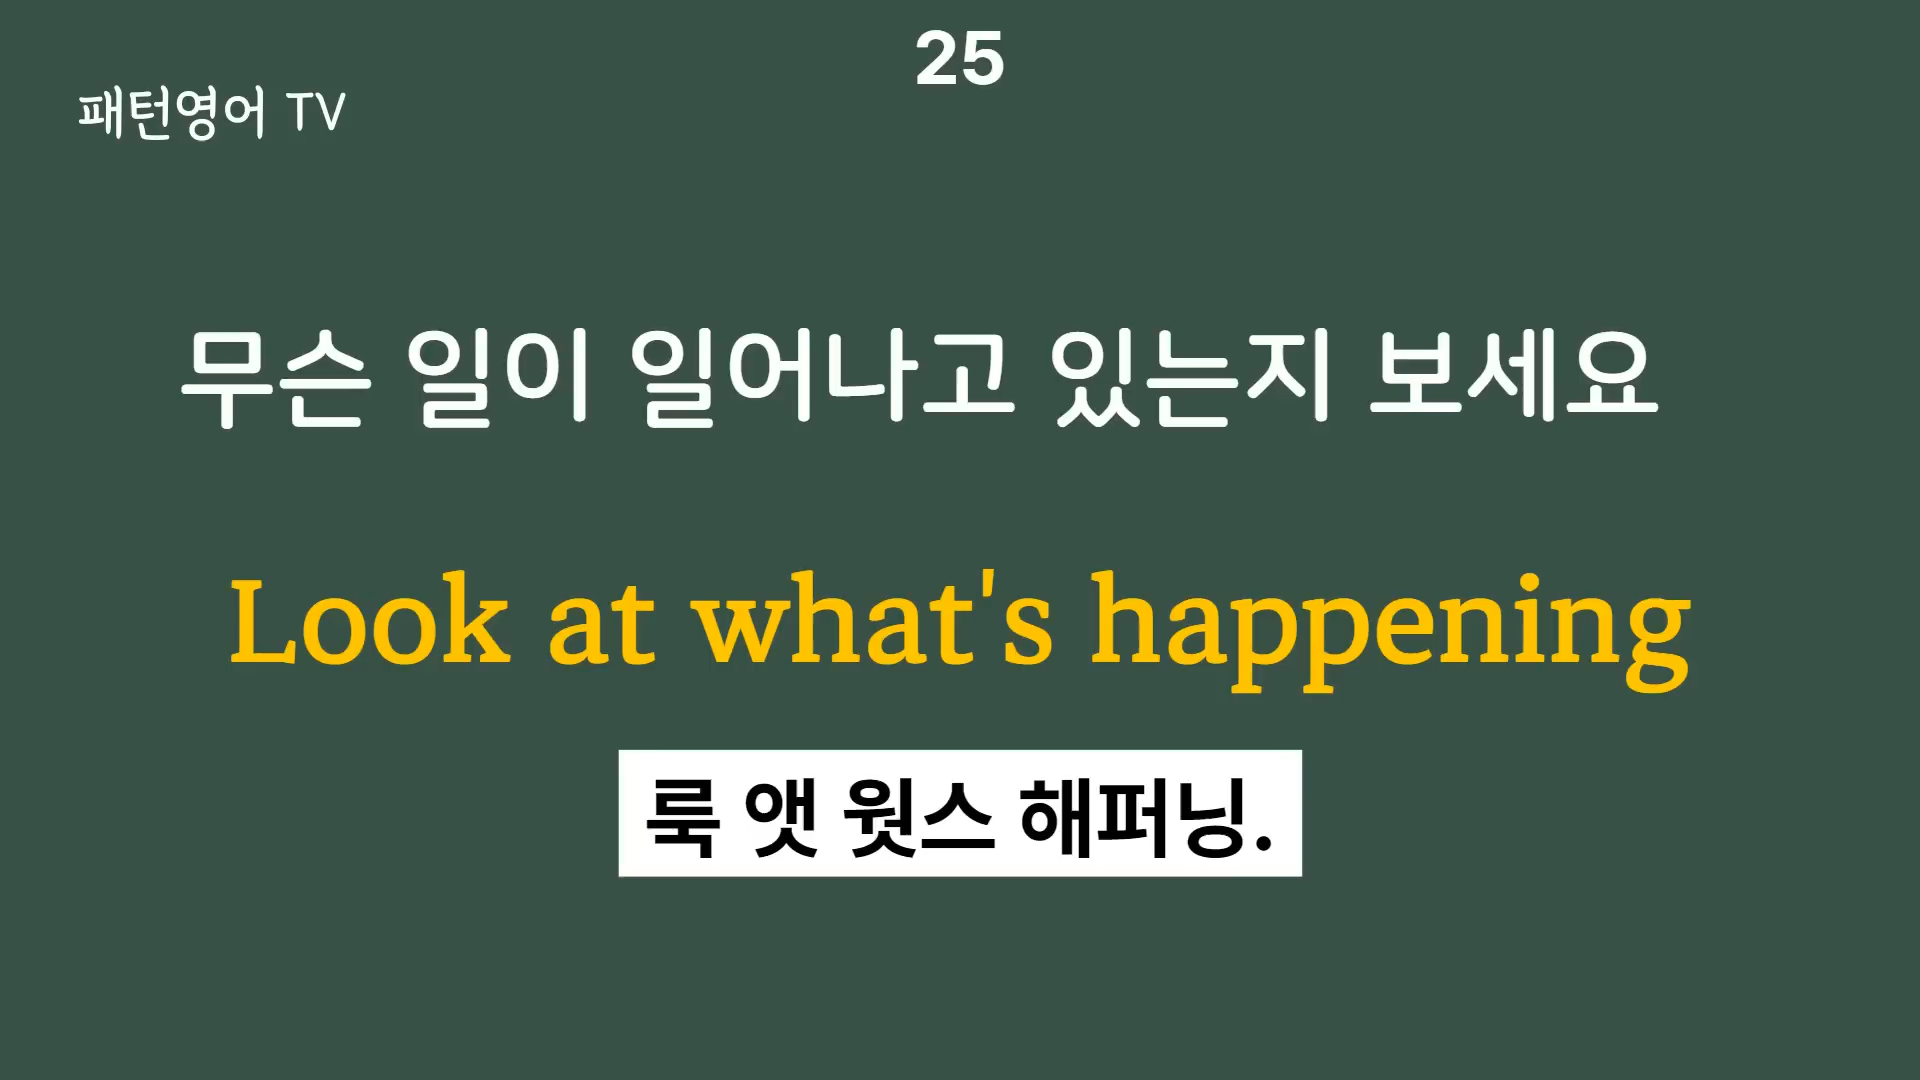 25
패턴영어 TV
무슨 일이 일어나고 있는지 보세요
Look at what's happening
룩 앳 웟스 해퍼닝.